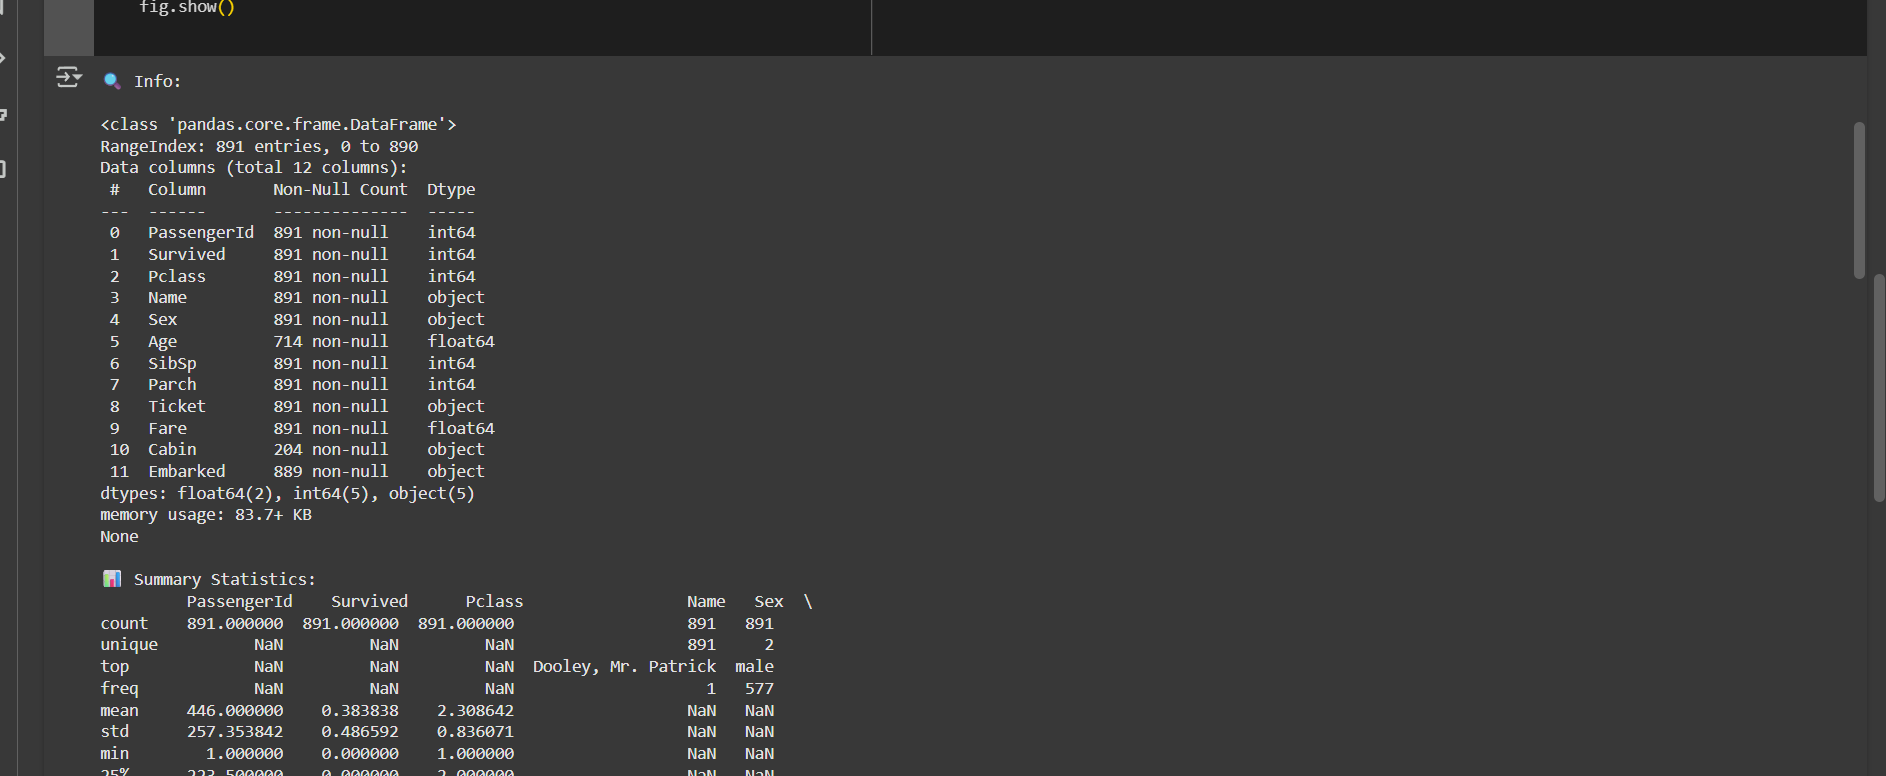 fig.show()
Info:
<class 'pandas.core.frame.DataFrame'>
RangeIndex: 891 entries, 0 to 890
Data columns (total 12 columns):
 #   Column       Non-Null Count  Dtype
---  ------       --------------  -----
 0   PassengerId  891 non-null    int64
 1   Survived     891 non-null    int64
 2   Pclass       891 non-null    int64
 3   Name         891 non-null    object
 4   Sex          891 non-null    object
 5   Age          714 non-null    float64
 6   SibSp        891 non-null    int64
 7   Parch        891 non-null    int64
 8   Ticket       891 non-null    object
 9   Fare         891 non-null    float64
 10  Cabin        204 non-null    object
 11  Embarked     889 non-null    object
dtypes: float64(2), int64(5), object(5)
memory usage: 83.7+ KB
None
Summary Statistics:
         PassengerId    Survived      Pclass                 Name   Sex  \
count    891.000000  891.000000  891.000000                  891   891
unique          NaN         NaN         NaN                  891     2
top             NaN         NaN         NaN  Dooley, Mr. Patrick  male
freq            NaN         NaN         NaN                    1   577
mean     446.000000    0.383838    2.308642                  NaN   NaN
std      257.353842    0.486592    0.836071                  NaN   NaN
min        1.000000    0.000000    1.000000                  NaN   NaN
25%      223.500000    0.000000    2.000000                  NaN   NaN